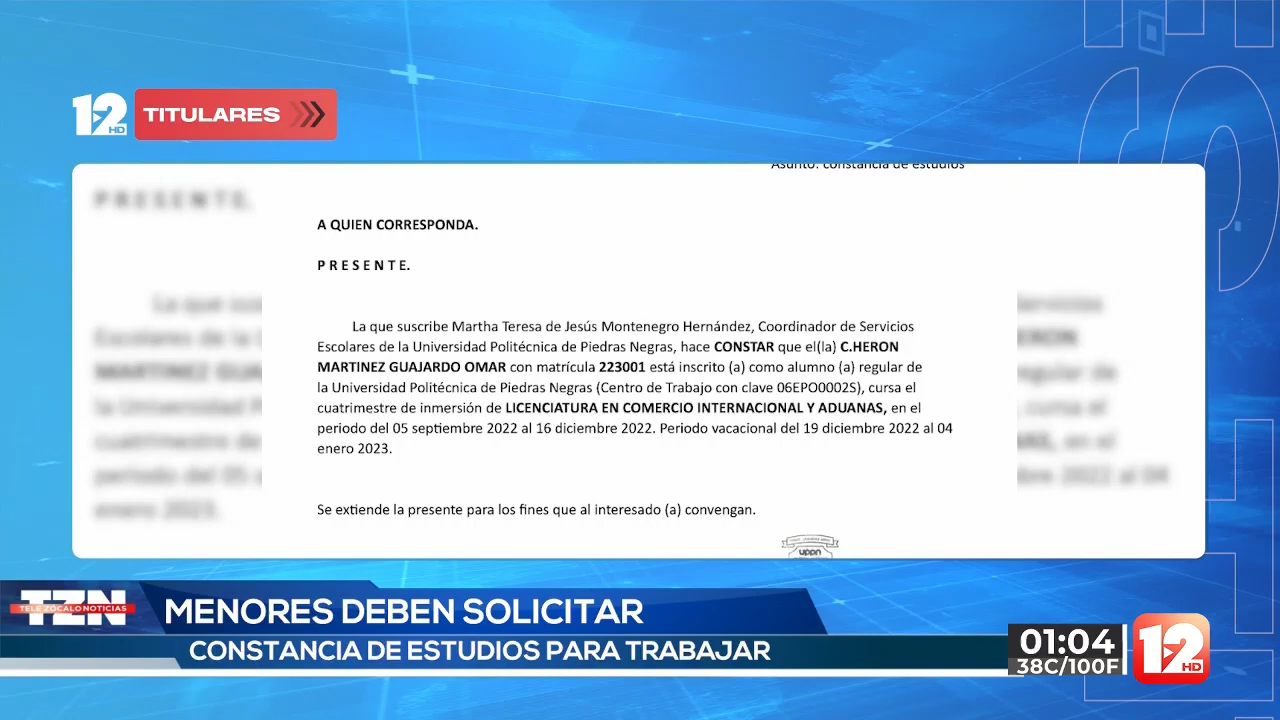 12 HD
TITULARES
Asunto: constancia de estudios
PRESENTE.
A QUIEN CORRESPONDA.
P R E S E N T E.
La que suscribe Martha Teresa de Jesús Montenegro Hernández, Coordinador de Servicios
Escolares de la Universidad Politécnica de Piedras Negras, hace CONSTAR que el(la) C.HERON
MARTINEZ GUAJARDO OMAR con matrícula 223001 está inscrito (a) como alumno (a) regular de
la Universidad Politécnica de Piedras Negras (Centro de Trabajo con clave 06EPO0002S), cursa el
cuatrimestre de inmersión de LICENCIATURA EN COMERCIO INTERNACIONAL Y ADUANAS, en el
periodo del 05 septiembre 2022 al 16 diciembre 2022. Periodo vacacional del 19 diciembre 2022 al 04
enero 2023.
Se extiende la presente para los fines que al interesado (a) convengan.
uppn
TZN
TELE ZÓCALO NOTICIAS
MENORES DEBEN SOLICITAR
CONSTANCIA DE ESTUDIOS PARA TRABAJAR
01:04
38C/100F
12 HD